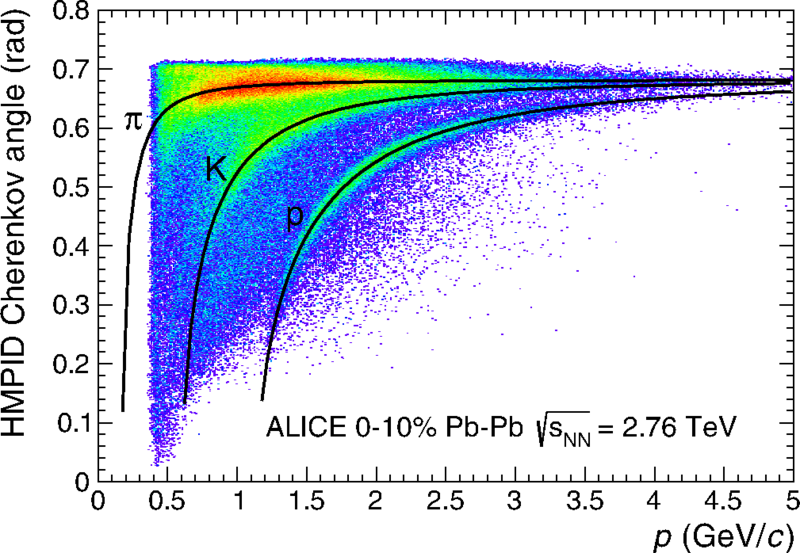 HMPID Cherenkov angle (rad)
0.8
0.7
0.6
0.5
0.4
0.3
0.2
0.1
0
π
K
p
ALICE 0-10% Pb-Pb √sNN = 2.76 TeV
0 0.5 1 1.5 2 2.5 3 3.5 4 4.5 5
p (GeV/c)